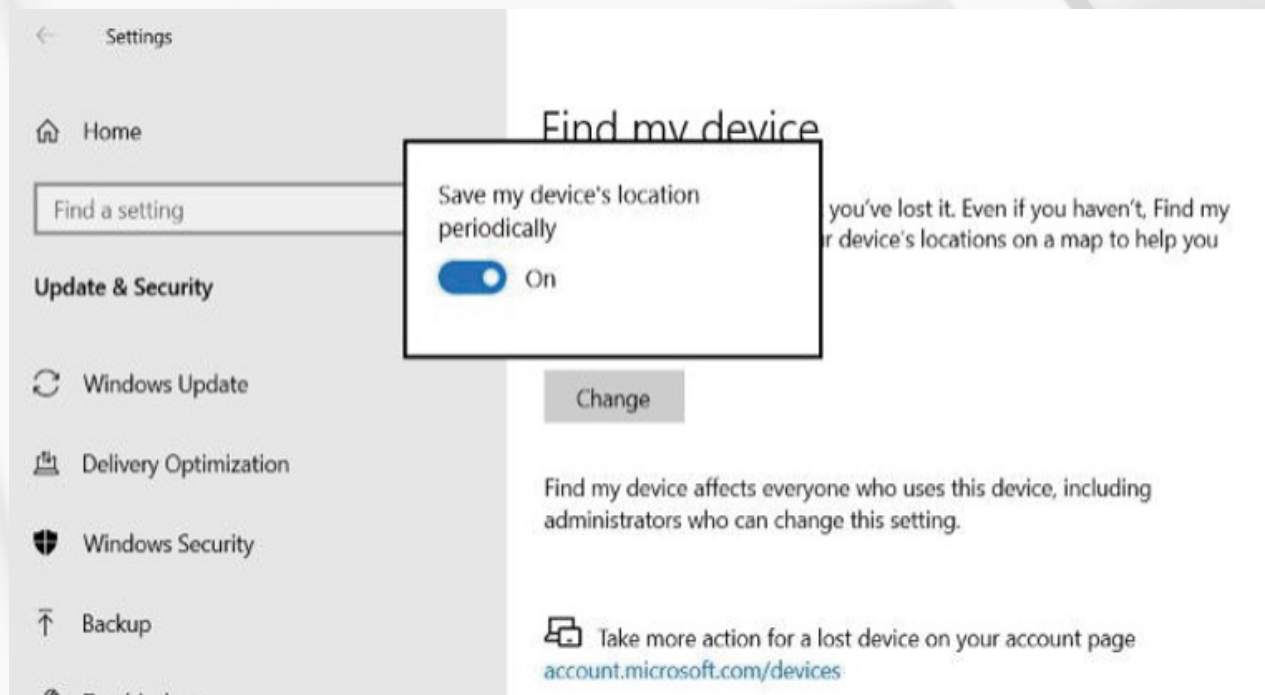 Settings
Home
Find a setting
Update & Security
Windows Update
Delivery Optimization
Windows Security
Backup
Find my device
Save my device's location
periodically
On
you've lost it. Even if you haven't, Find my
device's locations on a map to help you
Change
Find my device affects everyone who uses this device, including
administrators who can change this setting.
Take more action for a lost device on your account page
account.microsoft.com/devices